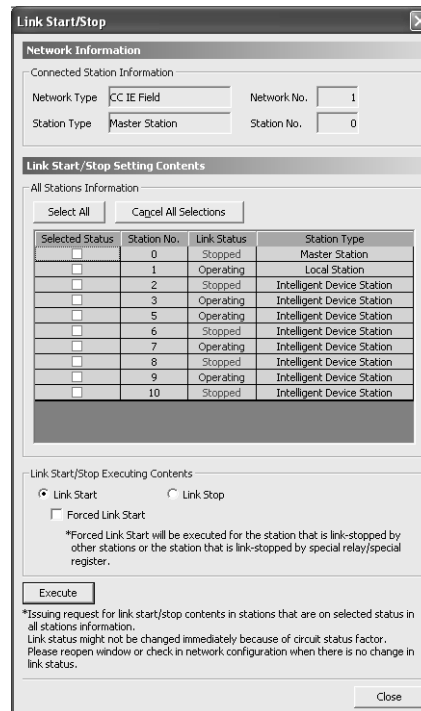 Link Start/Stop
Network Information
Connected Station Information
Network Type CC IE Field Network No. 1
Station Type Master Station Station No. 0
Link Start/Stop Setting Contents
All Stations Information
Select All Cancel All Selections
Selected Status Station No. Link Status Station Type
0 Stopped Master Station
1 Operating Local Station
2 Stopped Intelligent Device Station
3 Operating Intelligent Device Station
5 Operating Intelligent Device Station
6 Stopped Intelligent Device Station
7 Operating Intelligent Device Station
8 Stopped Intelligent Device Station
9 Operating Intelligent Device Station
10 Stopped Intelligent Device Station
Link Start/Stop Executing Contents
Link Start Link Stop
Forced Link Start
*Forced Link Start will be executed for the station that is link-stopped by
other stations or the station that is link-stopped by special relay/special
register.
Execute
*Issuing request for link start/stop contents in stations that are on selected status in
all stations information.
Link status might not be changed immediately because of circuit status factor.
Please reopen window or check in network configuration when there is no change in
link status.
Close